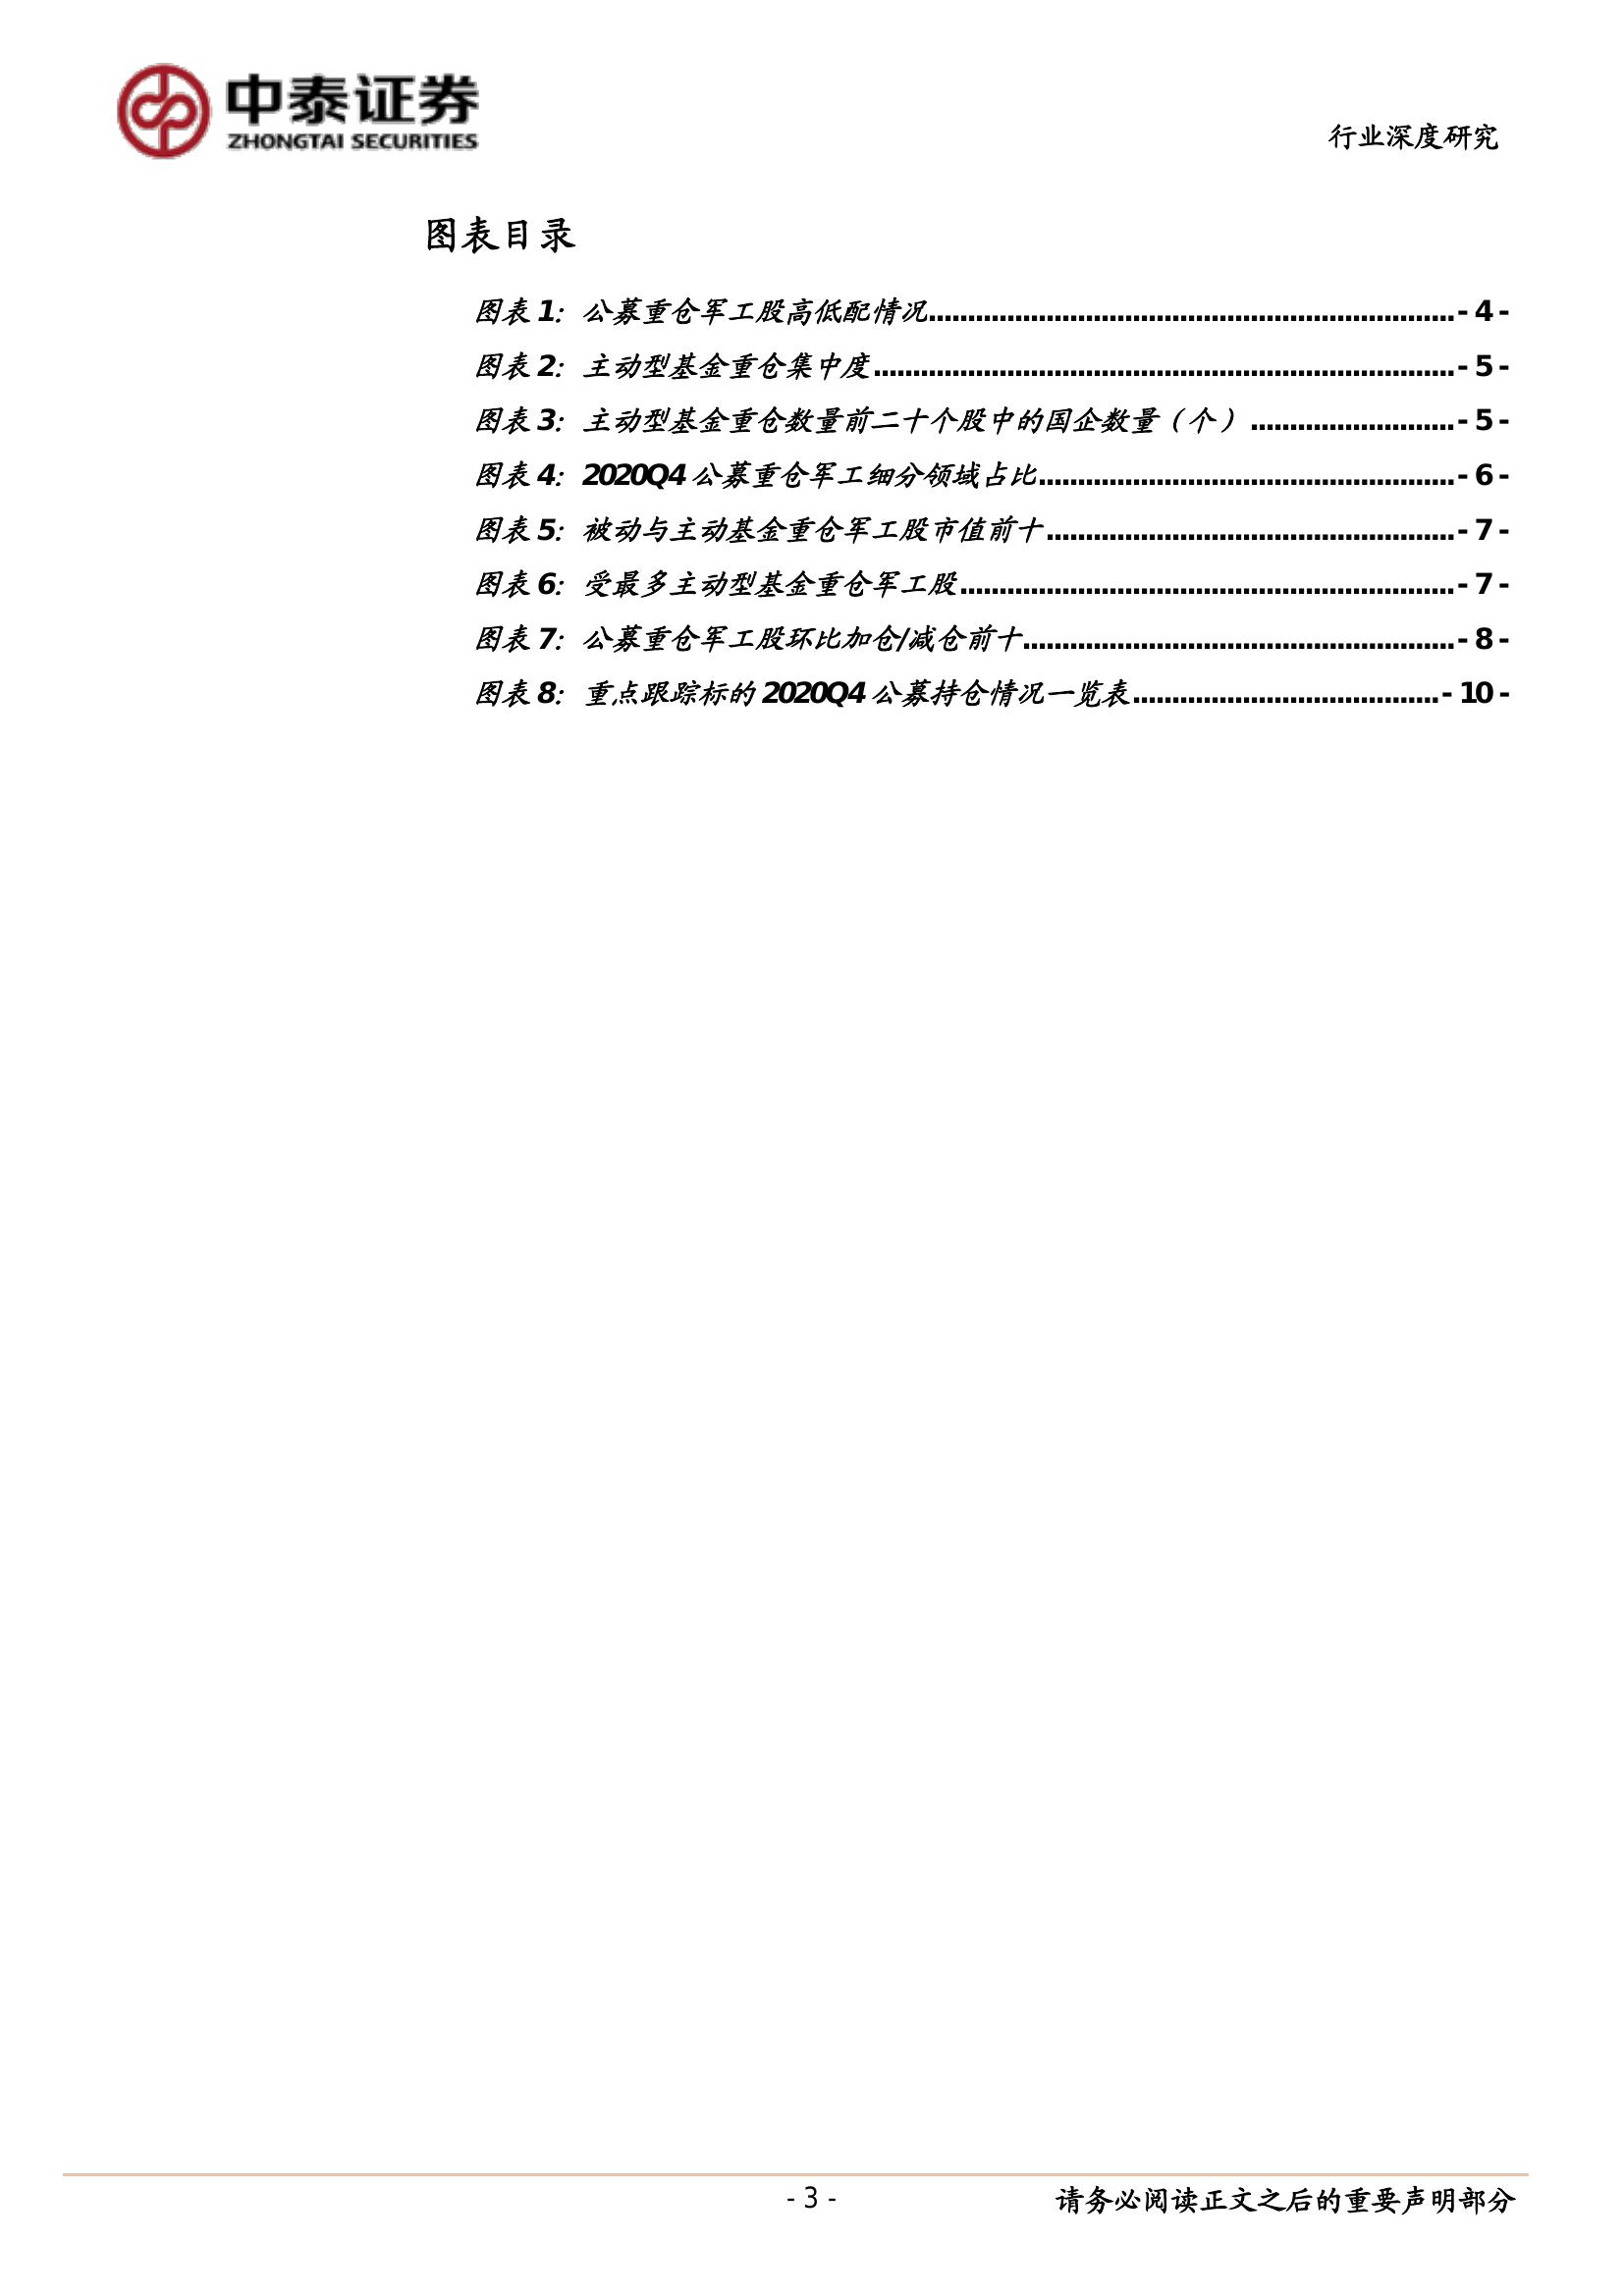 中泰证券
ZHONGTAI SECURITIES
行业深度研究
图表目录
图表 1：公募重仓军工股高低配情况.................................................................- 4 -
图表 2：主动型基金重仓集中度.......................................................................- 5 -
图表 3：主动型基金重仓数量前二十个股中的国企数量（个）.........................- 5 -
图表 4：2020Q4 公募重仓军工细分领域占比...................................................- 6 -
图表 5：被动与主动基金重仓军工股市值前十..................................................- 7 -
图表 6：受最多主动型基金重仓军工股.............................................................- 7 -
图表 7：公募重仓军工股环比加仓/减仓前十.....................................................- 8 -
图表 8：重点跟踪标的 2020Q4 公募持仓情况一览表......................................- 10 -
- 3 -
请务必阅读正文之后的重要声明部分